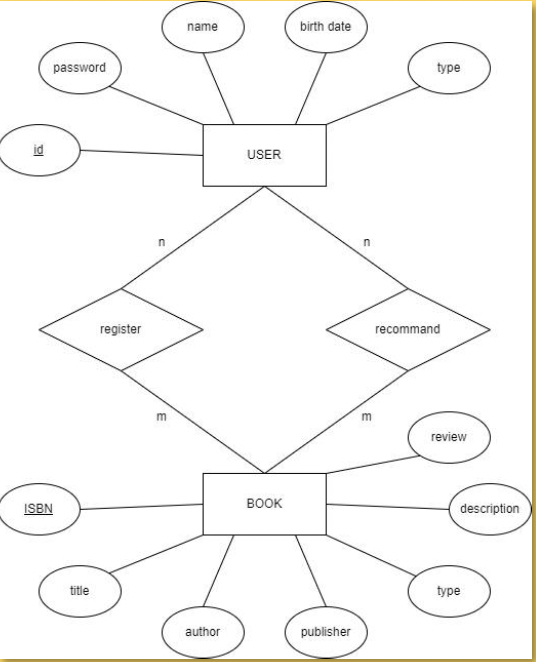 name
birth date
password
type
id
USER
n
n
register
recommand
m
m
review
ISBN
BOOK
description
title
type
author
publisher